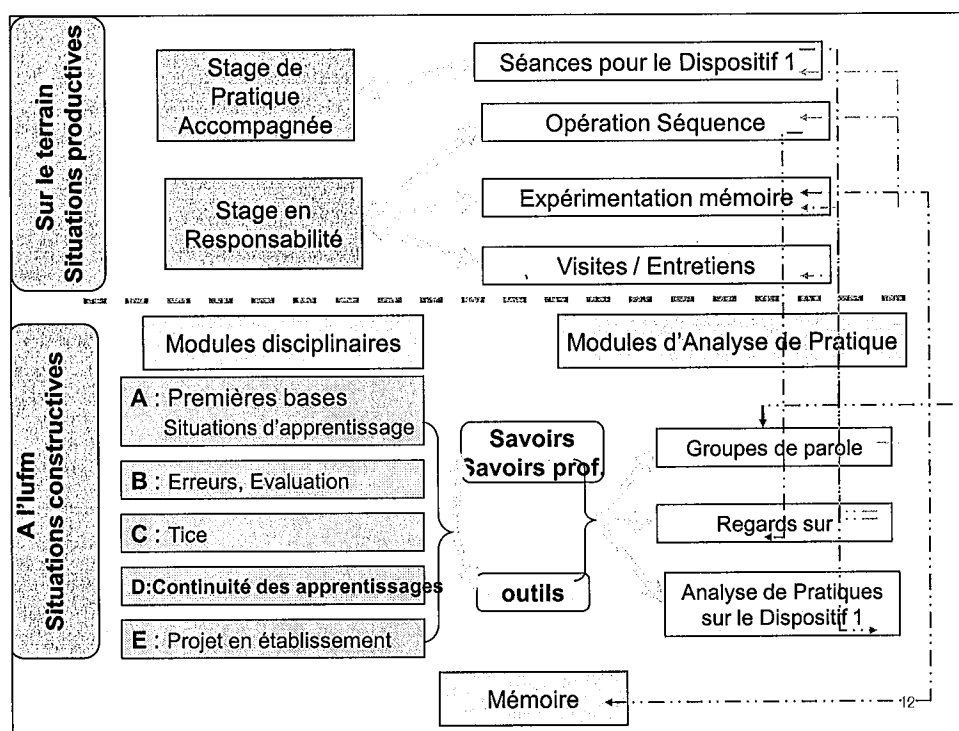 Sur le terrain
Situations productives
Stage de
Pratique
Accompagnée
Stage en
Responsabilité
Séances pour le Dispositif 1
Opération Séquence
Expérimentation mémoire
Visites / Entretiens
A l'Iufm
Situations constructives
Modules disciplinaires
A : Premières bases
Situations d'apprentissage
B : Erreurs, Evaluation
C : Tice
D:Continuité des apprentissages
E : Projet en établissement
Savoirs
Savoirs prof.
outils
Modules d'Analyse de Pratique
Groupes de parole
Regards sur
Analyse de Pratiques
sur le Dispositif 1
Mémoire
12